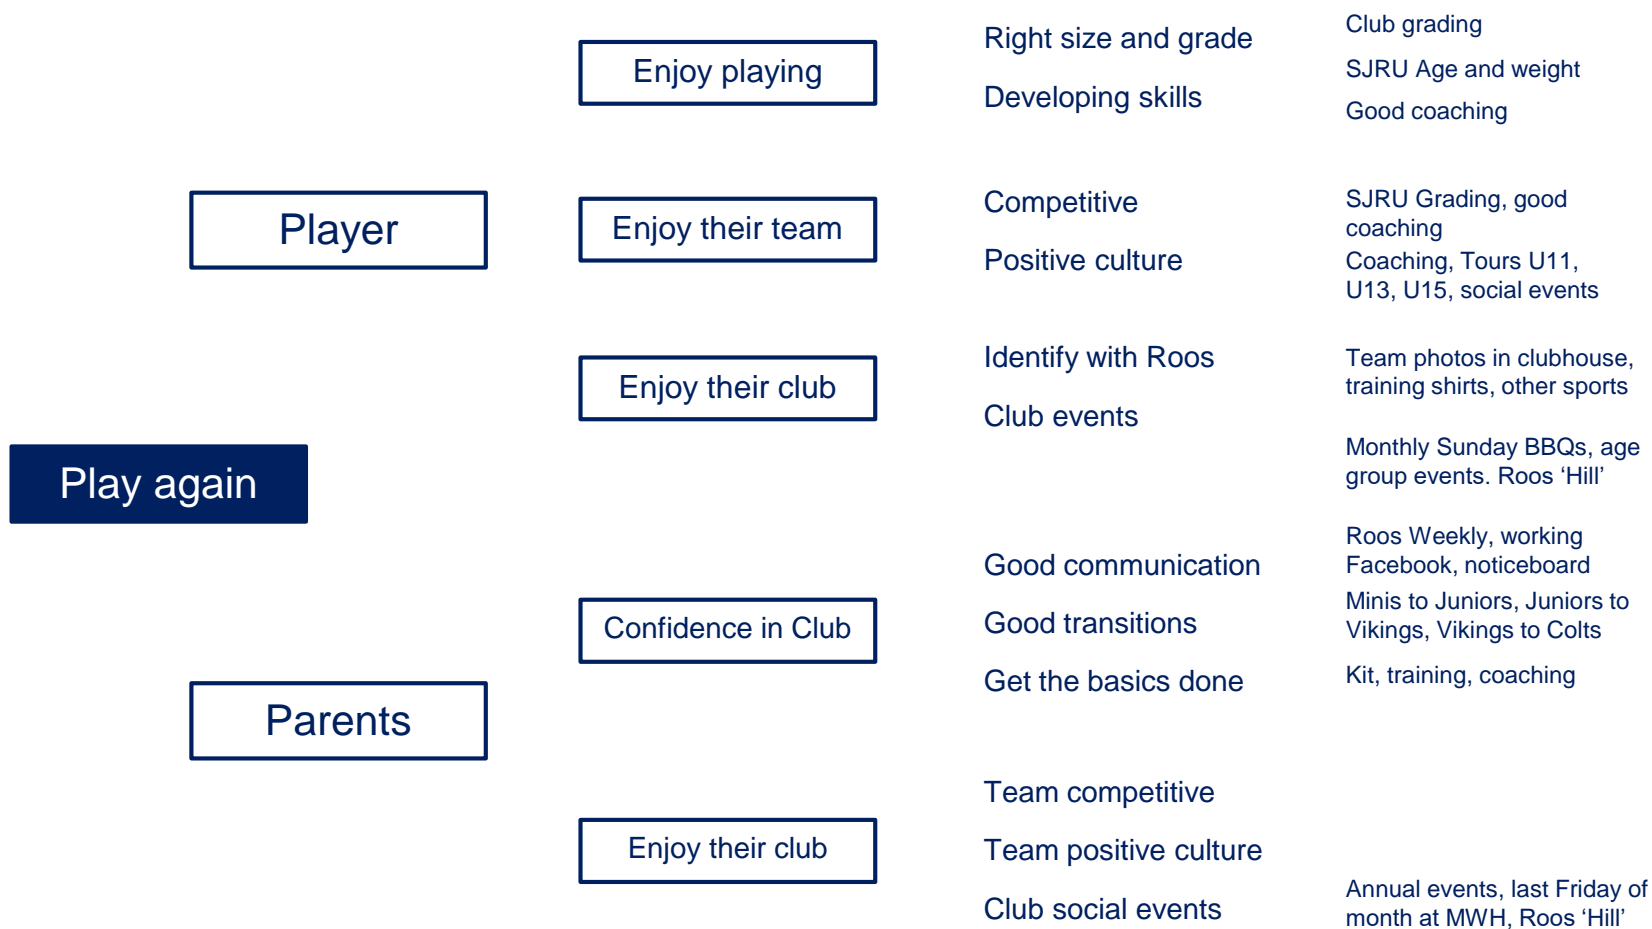 Play again
Player
Enjoy playing
Right size and grade
Developing skills
Club grading
SJRU Age and weight
Good coaching
Enjoy their team
Competitive
Positive culture
SJRU Grading, good
coaching
Coaching, Tours U11,
U13, U15, social events
Enjoy their club
Identify with Roos
Club events
Team photos in clubhouse,
training shirts, other sports
Monthly Sunday BBQs, age
group events. Roos ‘Hill’
Parents
Confidence in Club
Good communication
Good transitions
Get the basics done
Roos Weekly, working
Facebook, noticeboard
Minis to Juniors, Juniors to
Vikings, Vikings to Colts
Kit, training, coaching
Enjoy their club
Team competitive
Team positive culture
Club social events
Annual events, last Friday of
month at MWH, Roos ‘Hill’